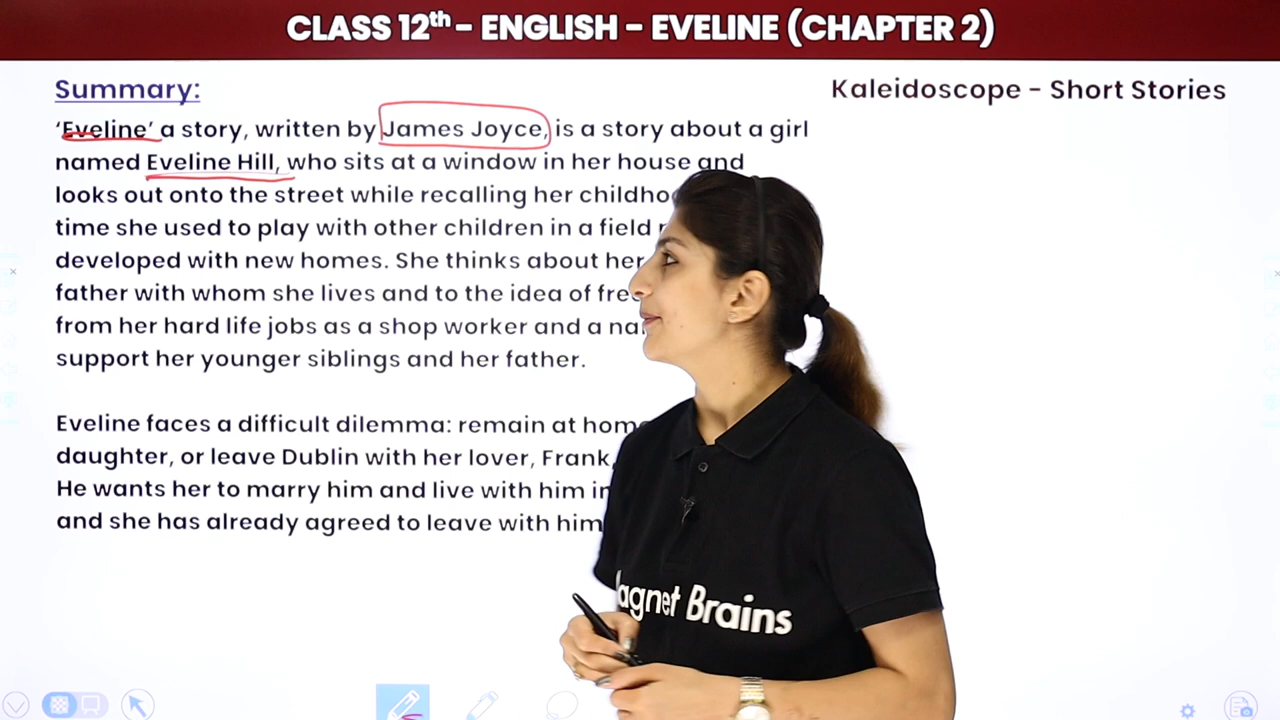 CLASS 12th - ENGLISH - EVELINE (CHAPTER 2)
Summary:
Kaleidoscope - Short Stories
‘Eveline’ a story, written by James Joyce, is a story about a girl
named Eveline Hill, who sits at a window in her house and
looks out onto the street while recalling her
time she used to play with other children in a field
developed with new homes. She thinks about her
father with whom she lives and to the idea of
from her hard life jobs as a shop worker and a
support her younger siblings and her father.
Eveline faces a difficult dilemma: remain at
daughter, or leave Dublin with her lover, Frank,
He wants her to marry him and live with him in
and she has already agreed to leave with him
agnet Brains